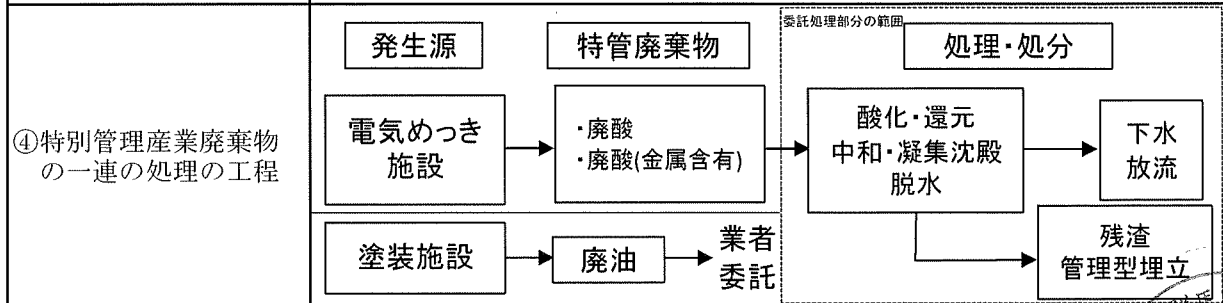 ④特別管理産業廃棄物
の一連の処理の工程
発生源
特管廃棄物
委託処理部分の範囲
処理・処分
電気めっき
施設
・廃酸
・廃酸(金属含有)
酸化・還元
中和・凝集沈殿
脱水
下水
放流
塗装施設
廃油
業者
委託
残渣
管理型埋立